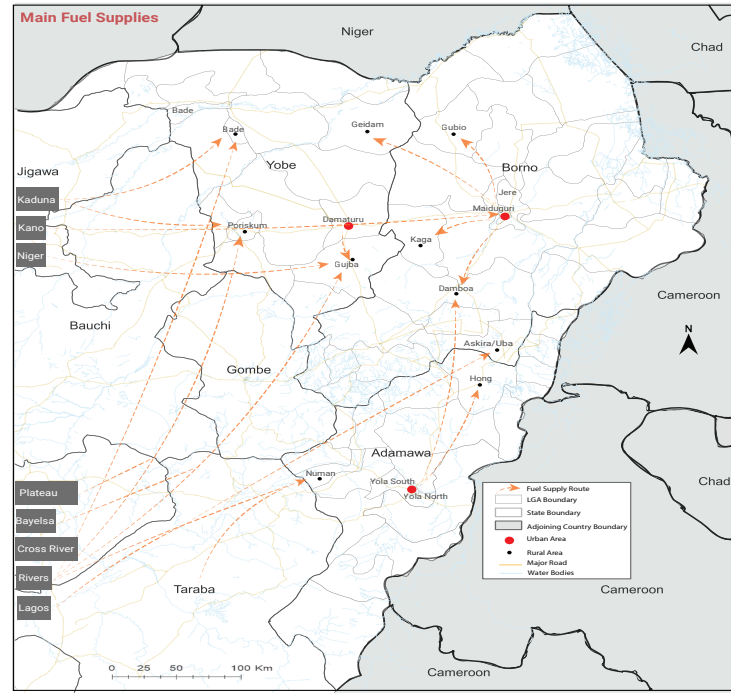 Main Fuel Supplies
Niger
Chad
Bade
Bade
Geidam
Gubio
Yobe
Borno
Jigawa
Jere
Kaduna
Maiduguri
Kano
Poriskum
Damaturu
Kaga
Niger
Gujba
Damboa
Cameroon
Bauchi
N
Askira/Uba
Gombe
Hong
Adamawa
Numan
Yola South
Yola North
Chad
Plateau
Bayelsa
Cross River
Rivers
Lagos
Taraba
Fuel Supply Route
LGA Boundary
State Boundary
Adjoining Country Boundary
Urban Area
Rural Area
Major Road
Water Bodies
Cameroon
Cameroon
0 25 50 100 Km